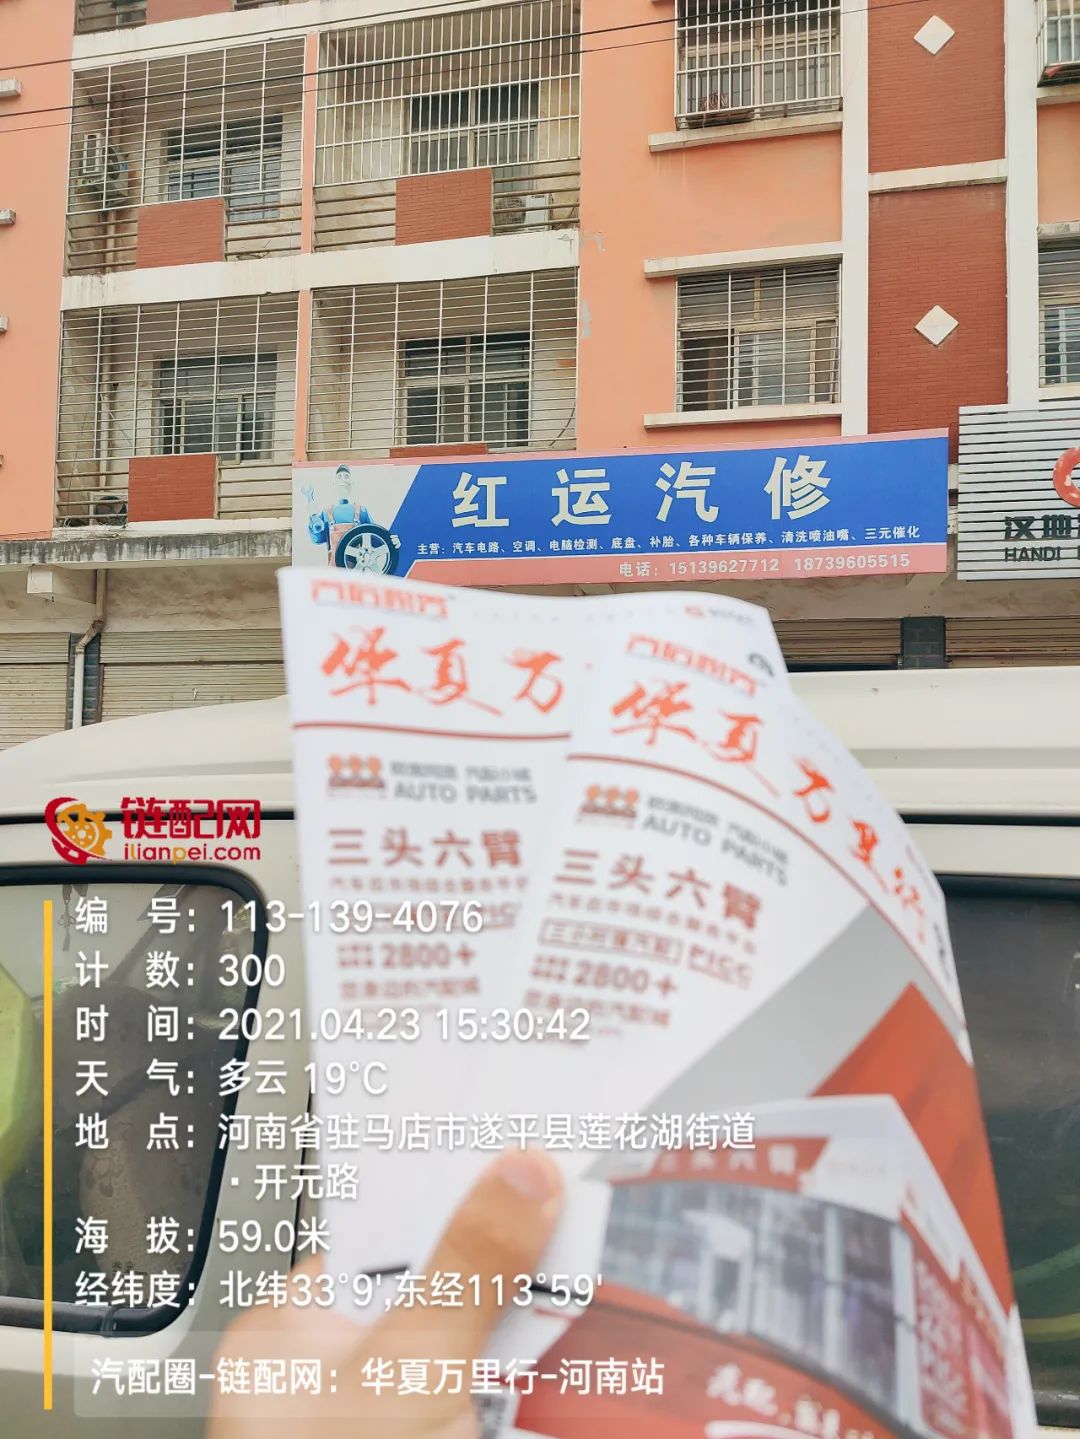 红运汽修
主营：汽车电路、空调、电脑检测、底盘、补胎、各种车辆保养、清洗喷油嘴、三元催化
电话：15139627712 18739605515
汉地
HANDI
华夏万
华夏万里行
AUTO PARTS
AUTO PARTS
三头六臂
三头六臂
2800+
2800+
三头六臂
链配网
ilianpei.com
编 号：113-139-4076
计 数：300
时 间：2021.04.23 15:30:42
天 气：多云 19°C
地 点：河南省驻马店市遂平县莲花湖街道
·开元路
海 拔：59.0米
经纬度：北纬33°9',东经113°59'
汽配圈-链配网：华夏万里行-河南站